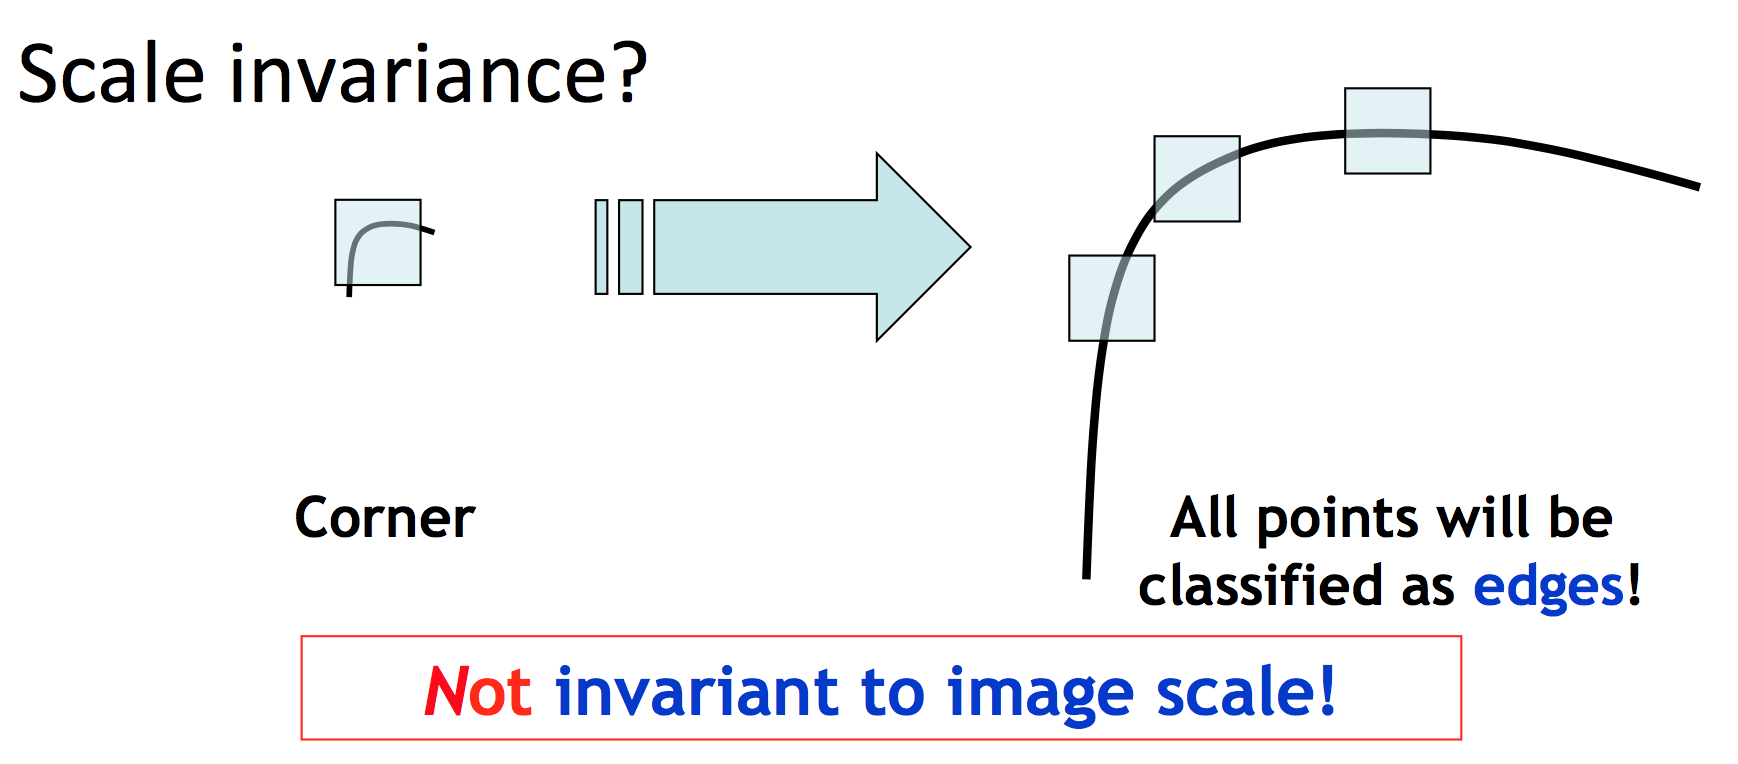 Scale invariance?
Corner
All points will be
classified as edges!
Not invariant to image scale!